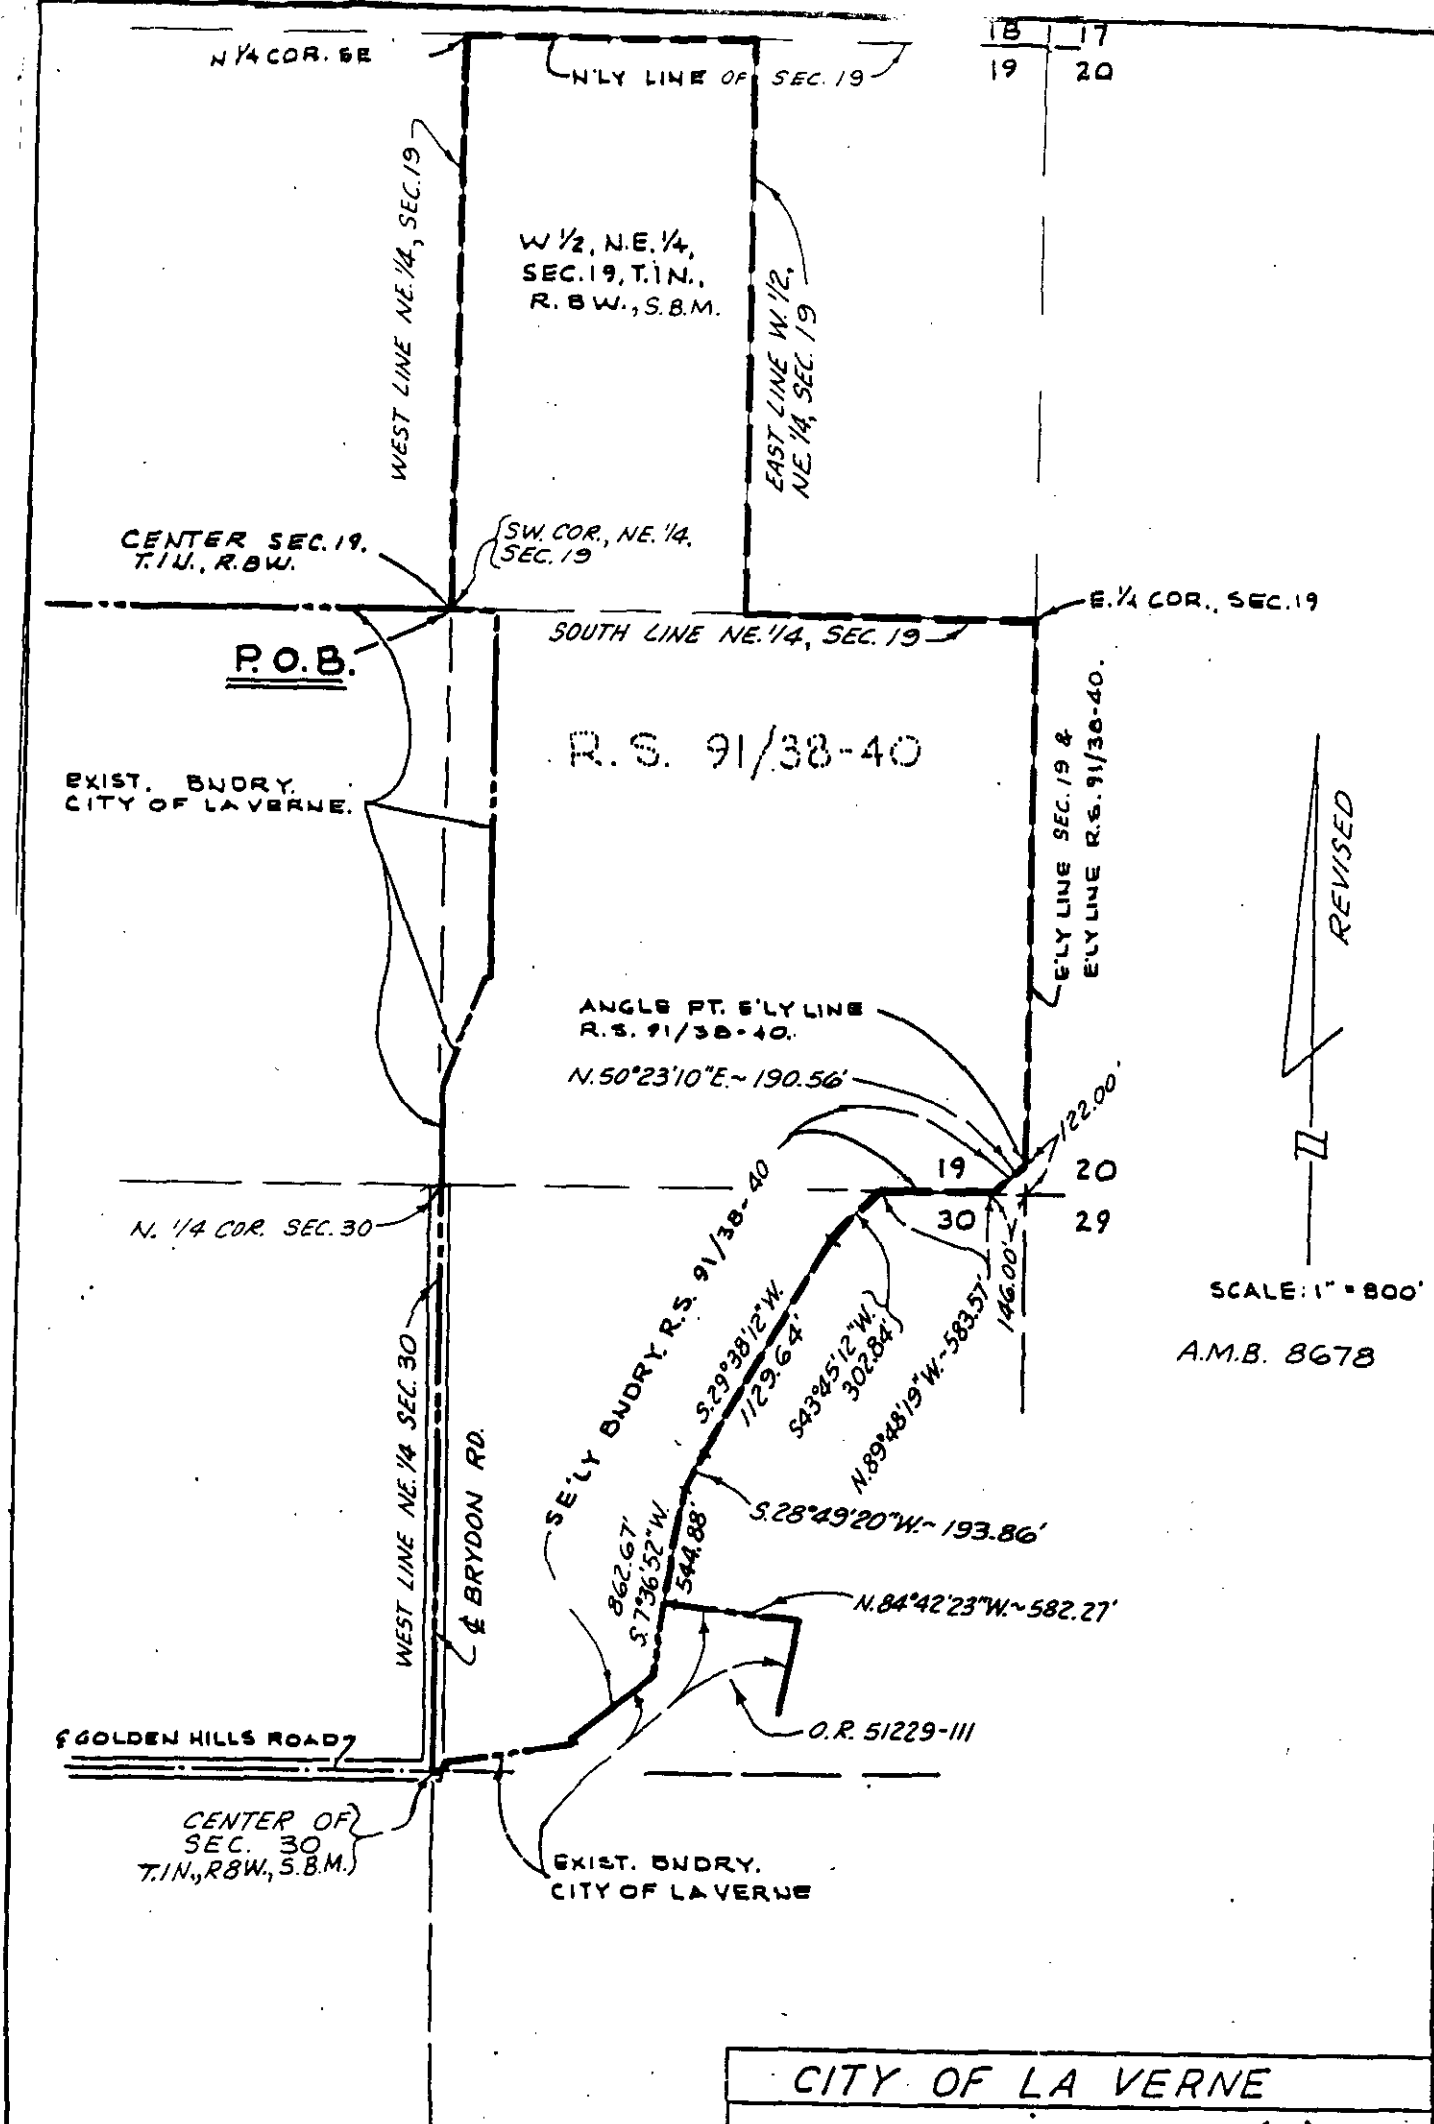 18 17
19 20
N 1/4 COR. SE
N'LY LINE OF SEC. 19
WEST LINE NE. 1/4, SEC. 19
W 1/2, N.E. 1/4,
SEC. 19, T.1N.,
R. 8 W., S.B.M.
EAST LINE W. 1/2,
NE. 1/4, SEC. 19
CENTER SEC. 19,
T.1N., R.8W.
SW. COR., NE. 1/4,
SEC. 19
E. 1/4 COR., SEC. 19
SOUTH LINE NE. 1/4, SEC. 19
P.O.B.
R.S. 91/38-40
EXIST. BNDRY.
CITY OF LA VERNE.
E'LY LINE SEC. 19 &
E'LY LINE R.S. 91/38-40.
REVISED
ANGLE PT. E'LY LINE
R.S. 91/38-40.
N.50°23'10"E.~190.56'
122.00'
19 20
30 29
N. 1/4 COR. SEC. 30
SE'LY BNDRY. R.S. 91/38-40
S.29°38'12"W.
1129.64'
S43°45'12"W.
302.84'
N.89°48'19"W.~583.57'
146.00'
SCALE: 1" = 800'
A.M.B. 8678
WEST LINE NE. 1/4 SEC. 30
℄ BRYDON RD.
S.28°49'20"W.~193.86'
862.67'
S.7°36'52"W.
544.88'
N.84°42'23"W.~582.27'
O.R. 51229-111
℄ GOLDEN HILLS ROAD
CENTER OF
SEC. 30
T.1N., R8W., S.B.M.
EXIST. BNDRY.
CITY OF LA VERNE
CITY OF LA VERNE